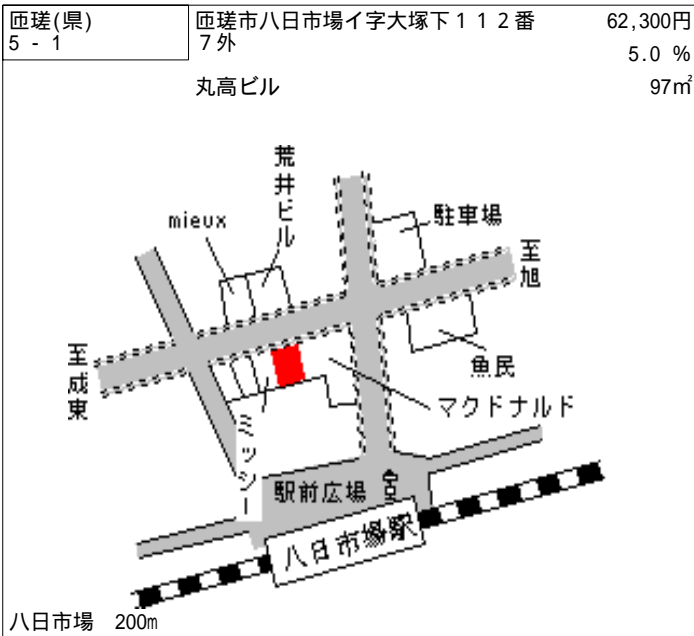 匝瑳(県)
5 - 1
匝瑳市八日市場イ字大塚下１１２番
７外
62,300円
5.0 %
丸高ビル
97㎡
荒井ビル
mieux
駐車場
至旭
至成東
魚民
マクドナルド
ミッシー
駅前広場
八日市場駅
八日市場 200m